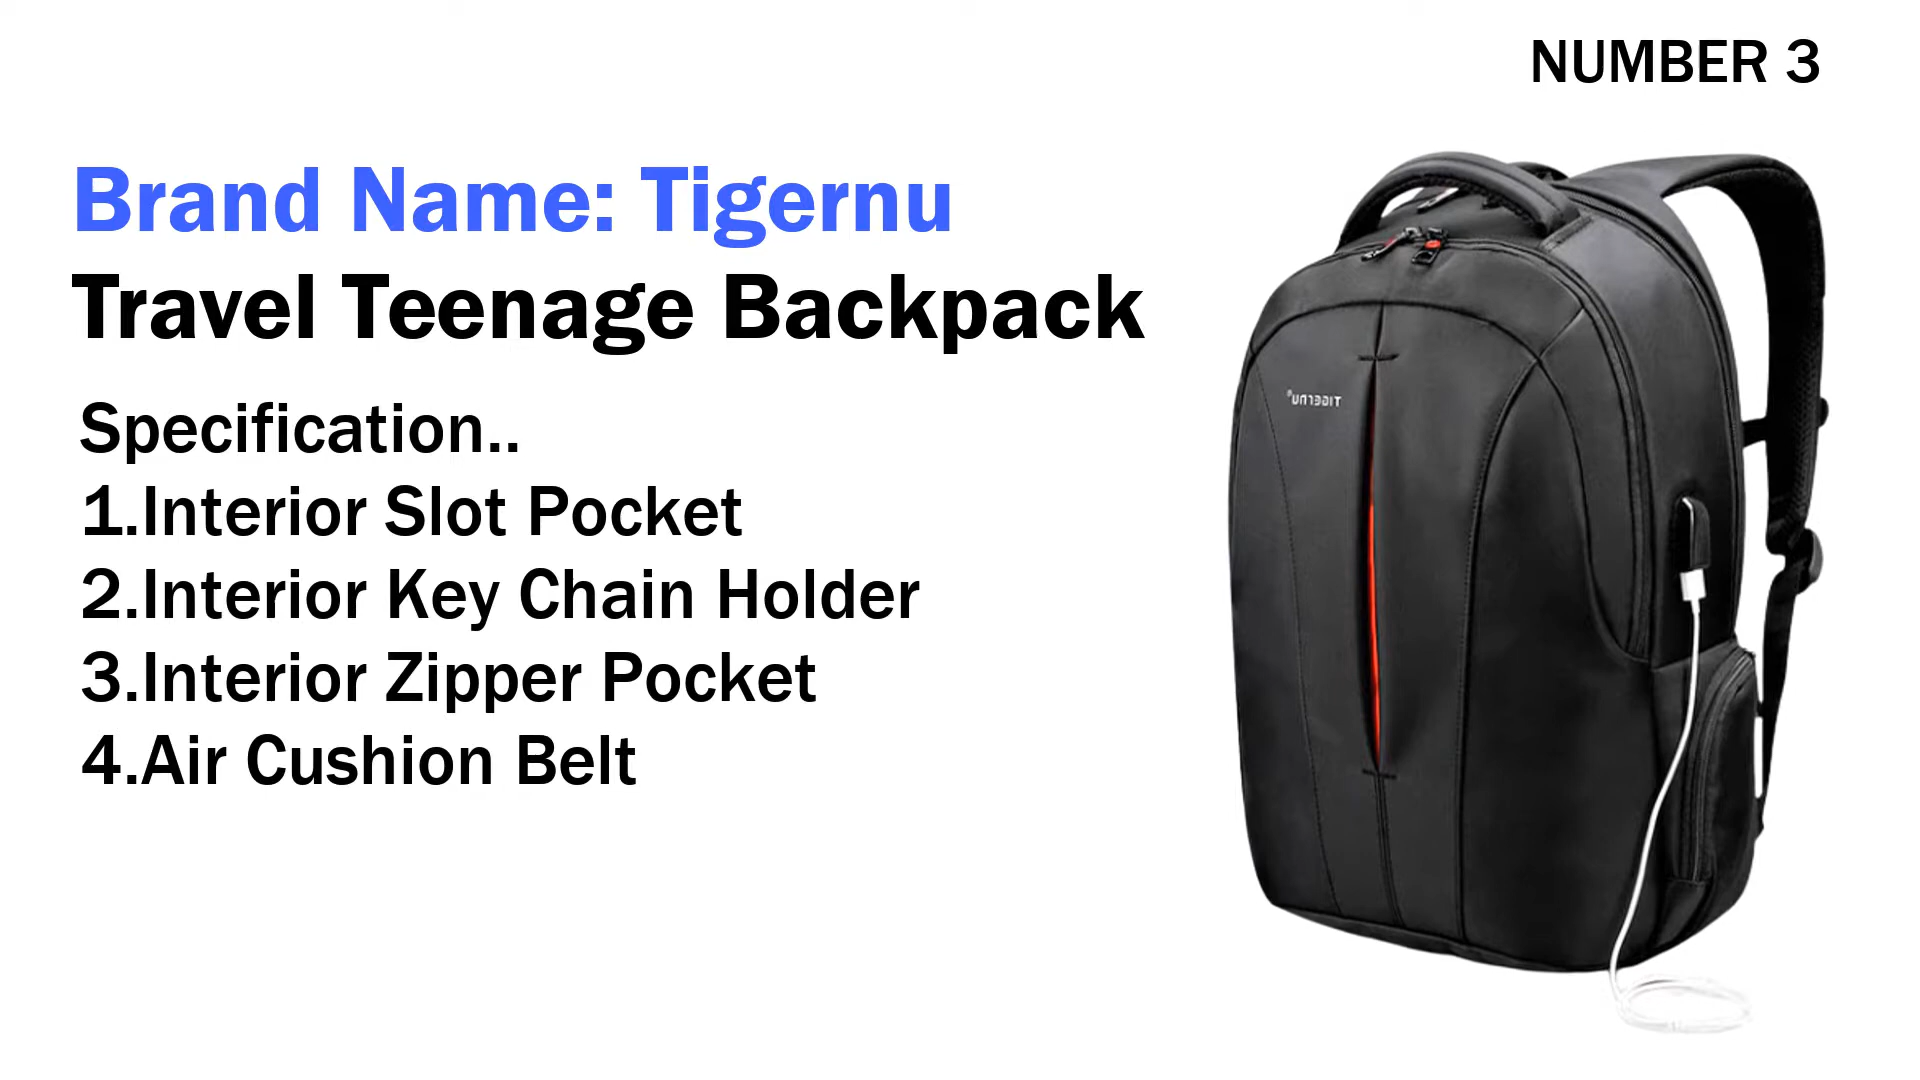 NUMBER 3
Brand Name: Tigernu
Travel Teenage Backpack
Specification..
1.Interior Slot Pocket
2.Interior Key Chain Holder
3.Interior Zipper Pocket
4.Air Cushion Belt
TIGERNU®